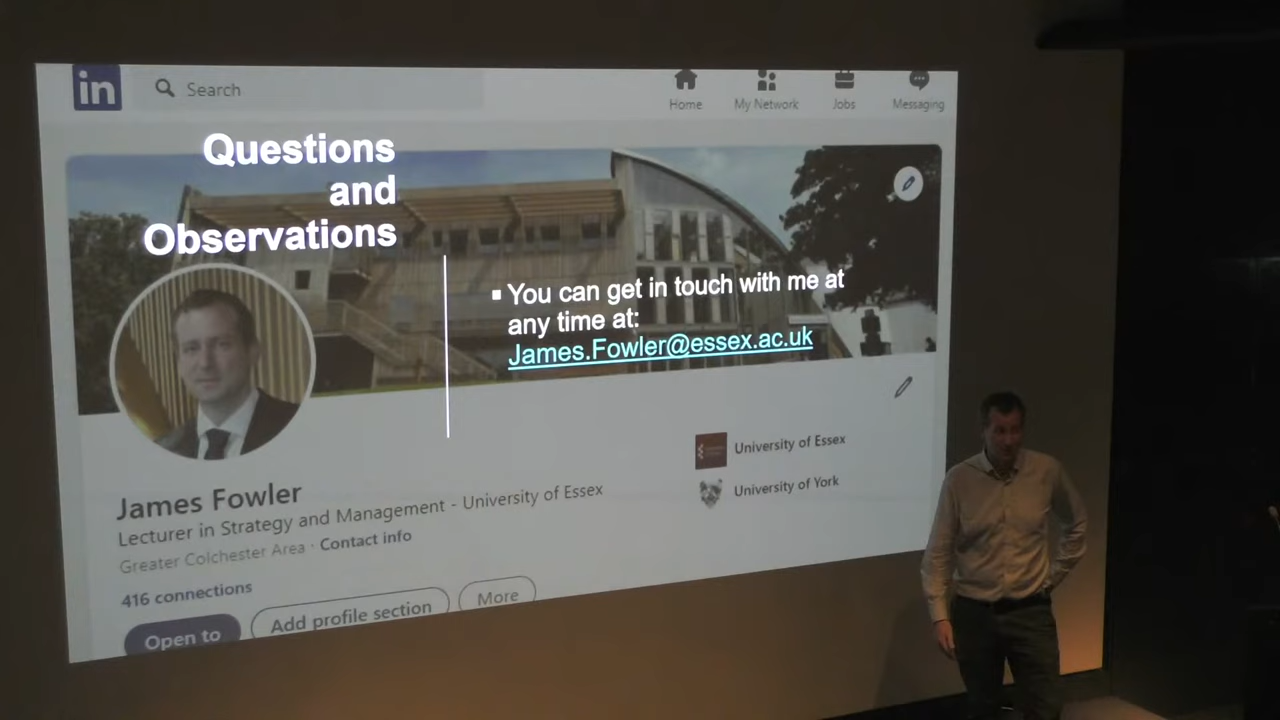 in
Search
Home
My Network
Jobs
Messaging
Questions
and
Observations
▪ You can get in touch with me at
any time at:
James.Fowler@essex.ac.uk
University of Essex
University of York
James Fowler
Lecturer in Strategy and Management - University of Essex
Greater Colchester Area · Contact info
416 connections
Open to
Add profile section
More